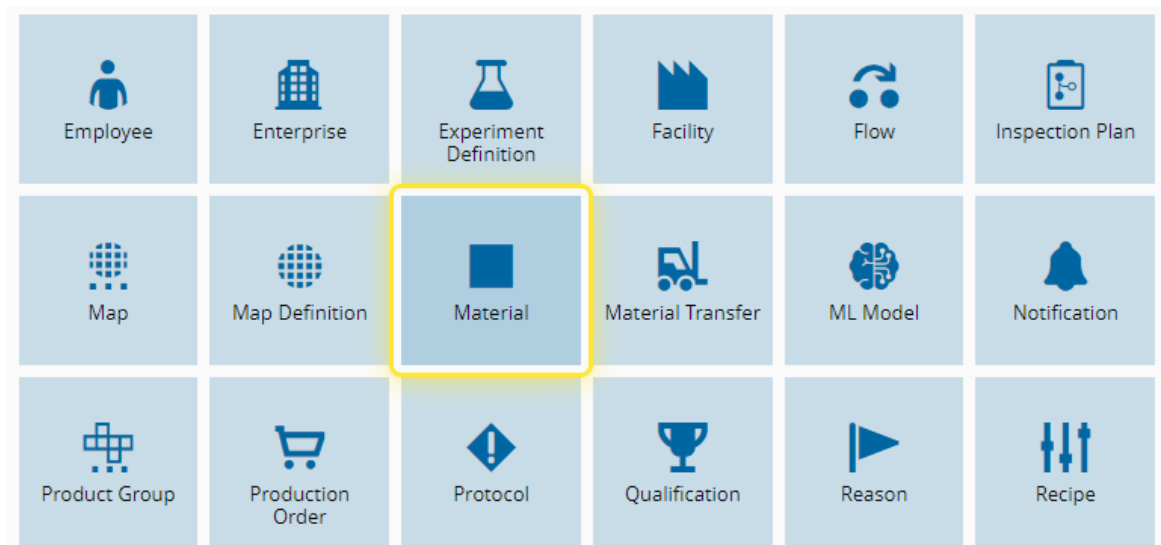 Employee
Enterprise
Experiment
Definition
Facility
Flow
Inspection Plan
Map
Map Definition
Material
Material Transfer
ML Model
Notification
Product Group
Production
Order
Protocol
Qualification
Reason
Recipe